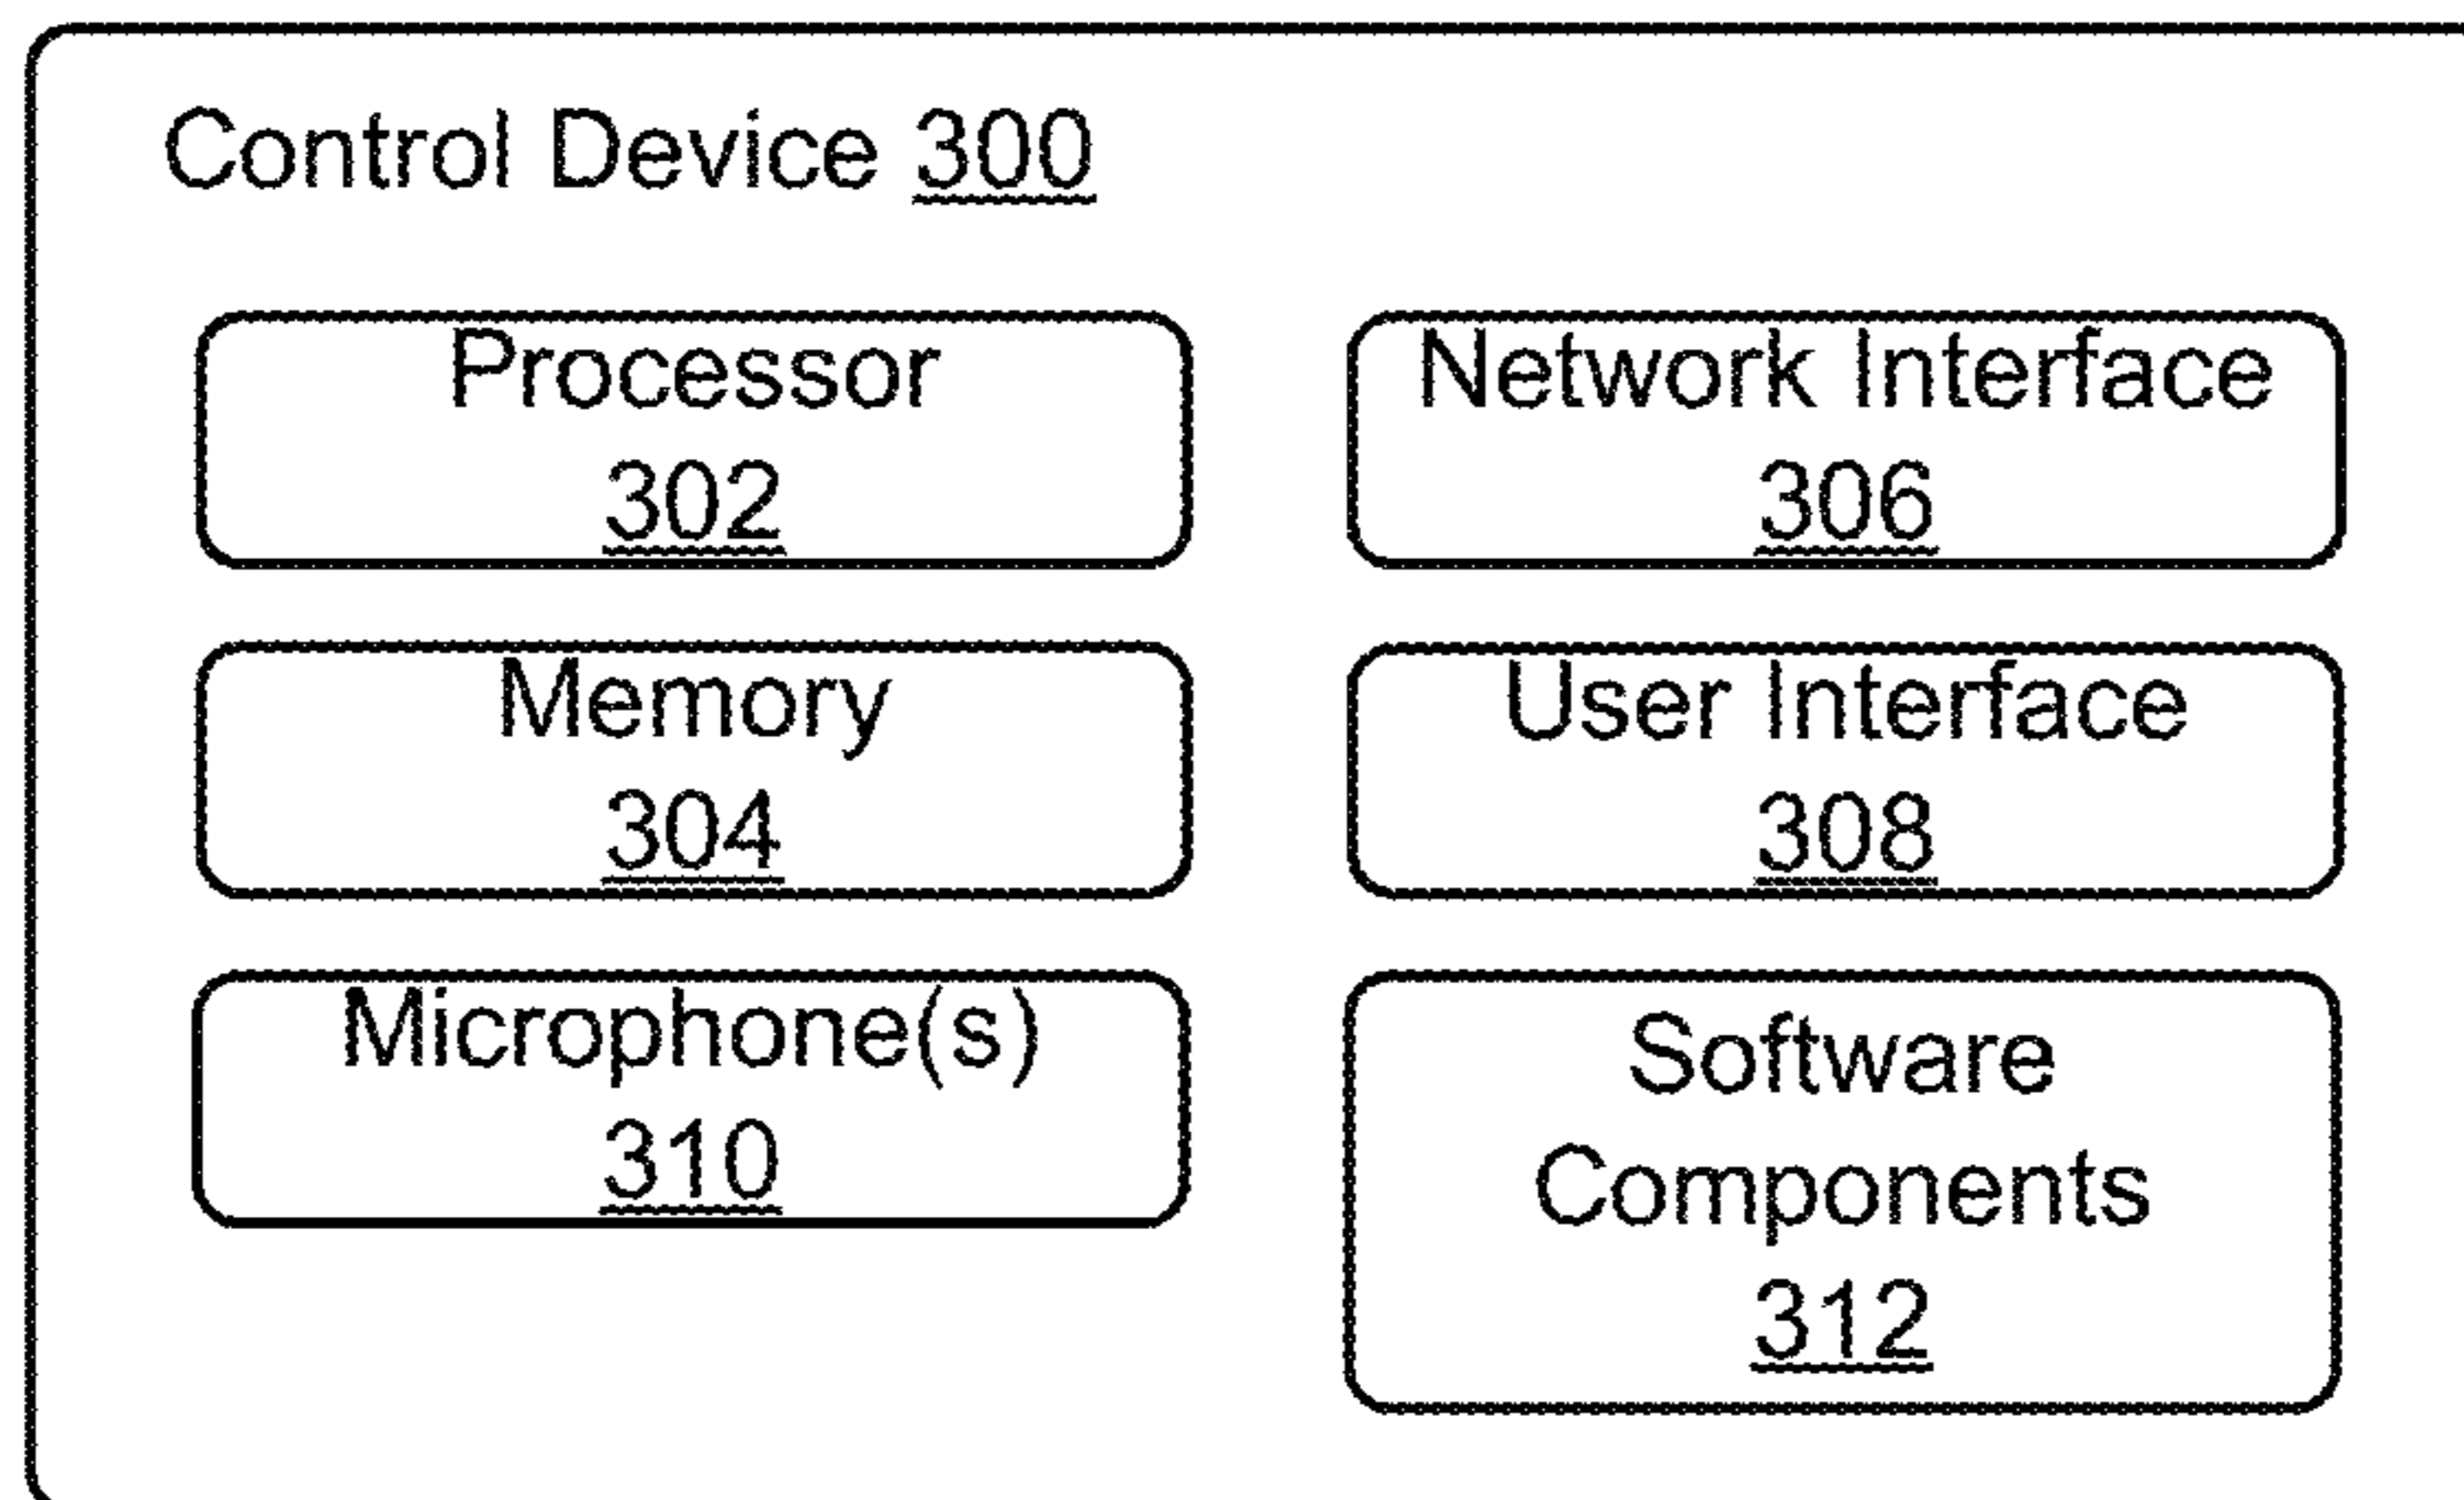 Control Device 300
Processor
302
Network Interface
306
Memory
304
User Interface
308
Microphone(s)
310
Software
Components
312